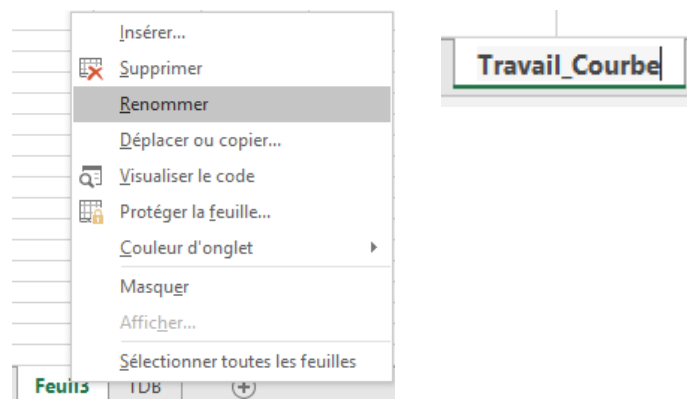 Insérer...
Supprimer
Renommer
Déplacer ou copier...
Visualiser le code
Protéger la feuille...
Couleur d'onglet
Masquer
Afficher...
Sélectionner toutes les feuilles
Feuil3 TDB
Travail_Courbe